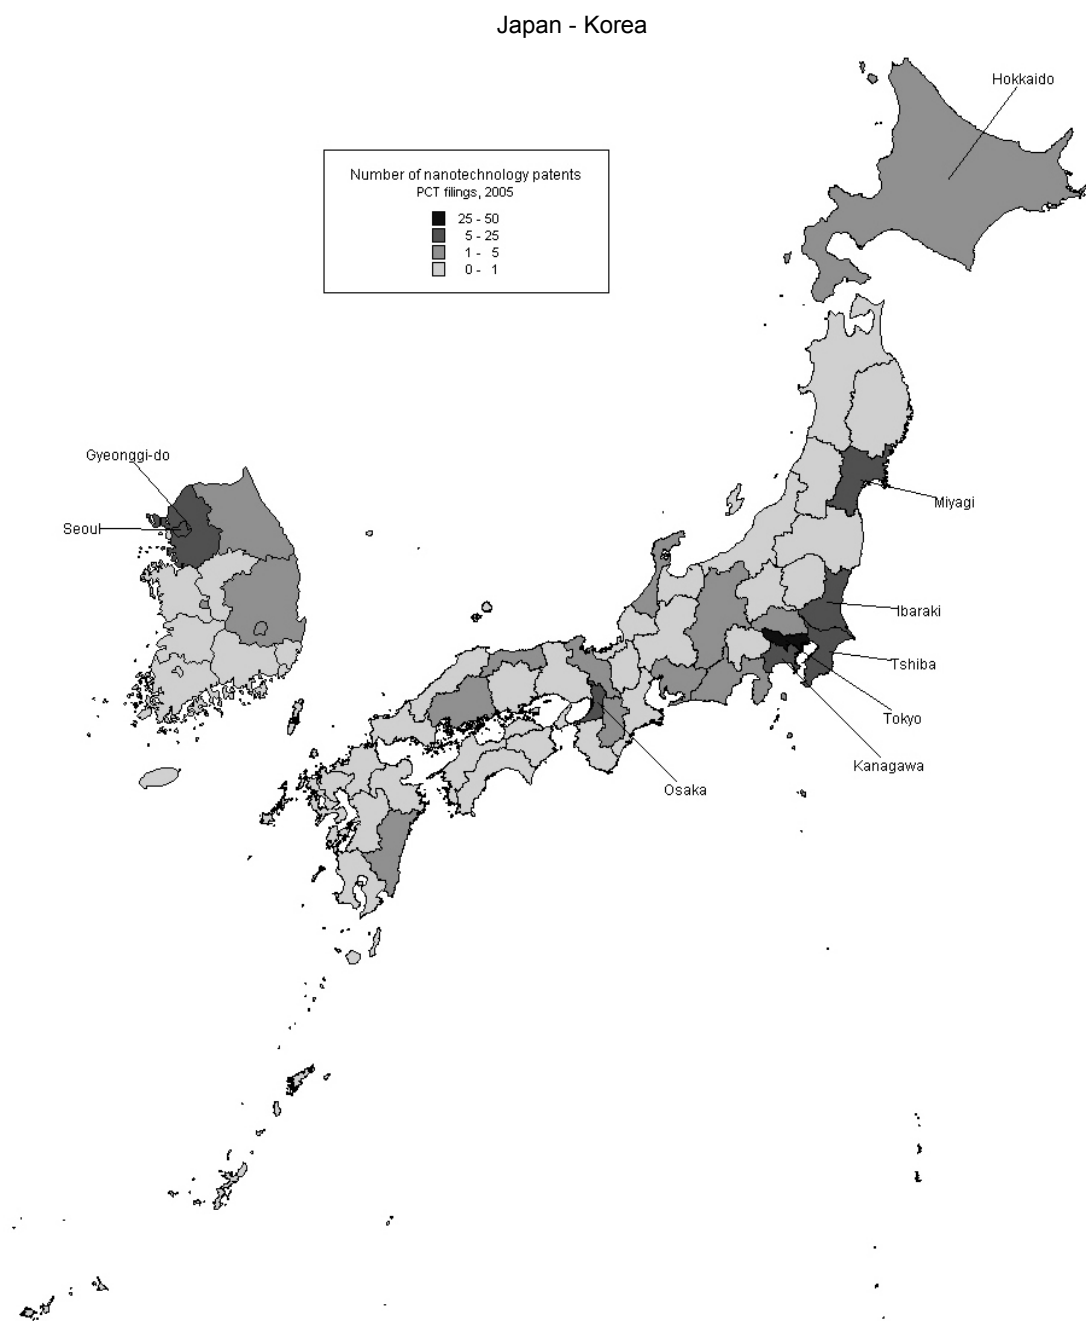 Japan - Korea
Hokkaido
Number of nanotechnology patents
PCT filings, 2005
25 - 50
5 - 25
1 - 5
0 - 1
Gyeonggi-do
Seoul
Miyagi
Ibaraki
Tshiba
Tokyo
Kanagawa
Osaka